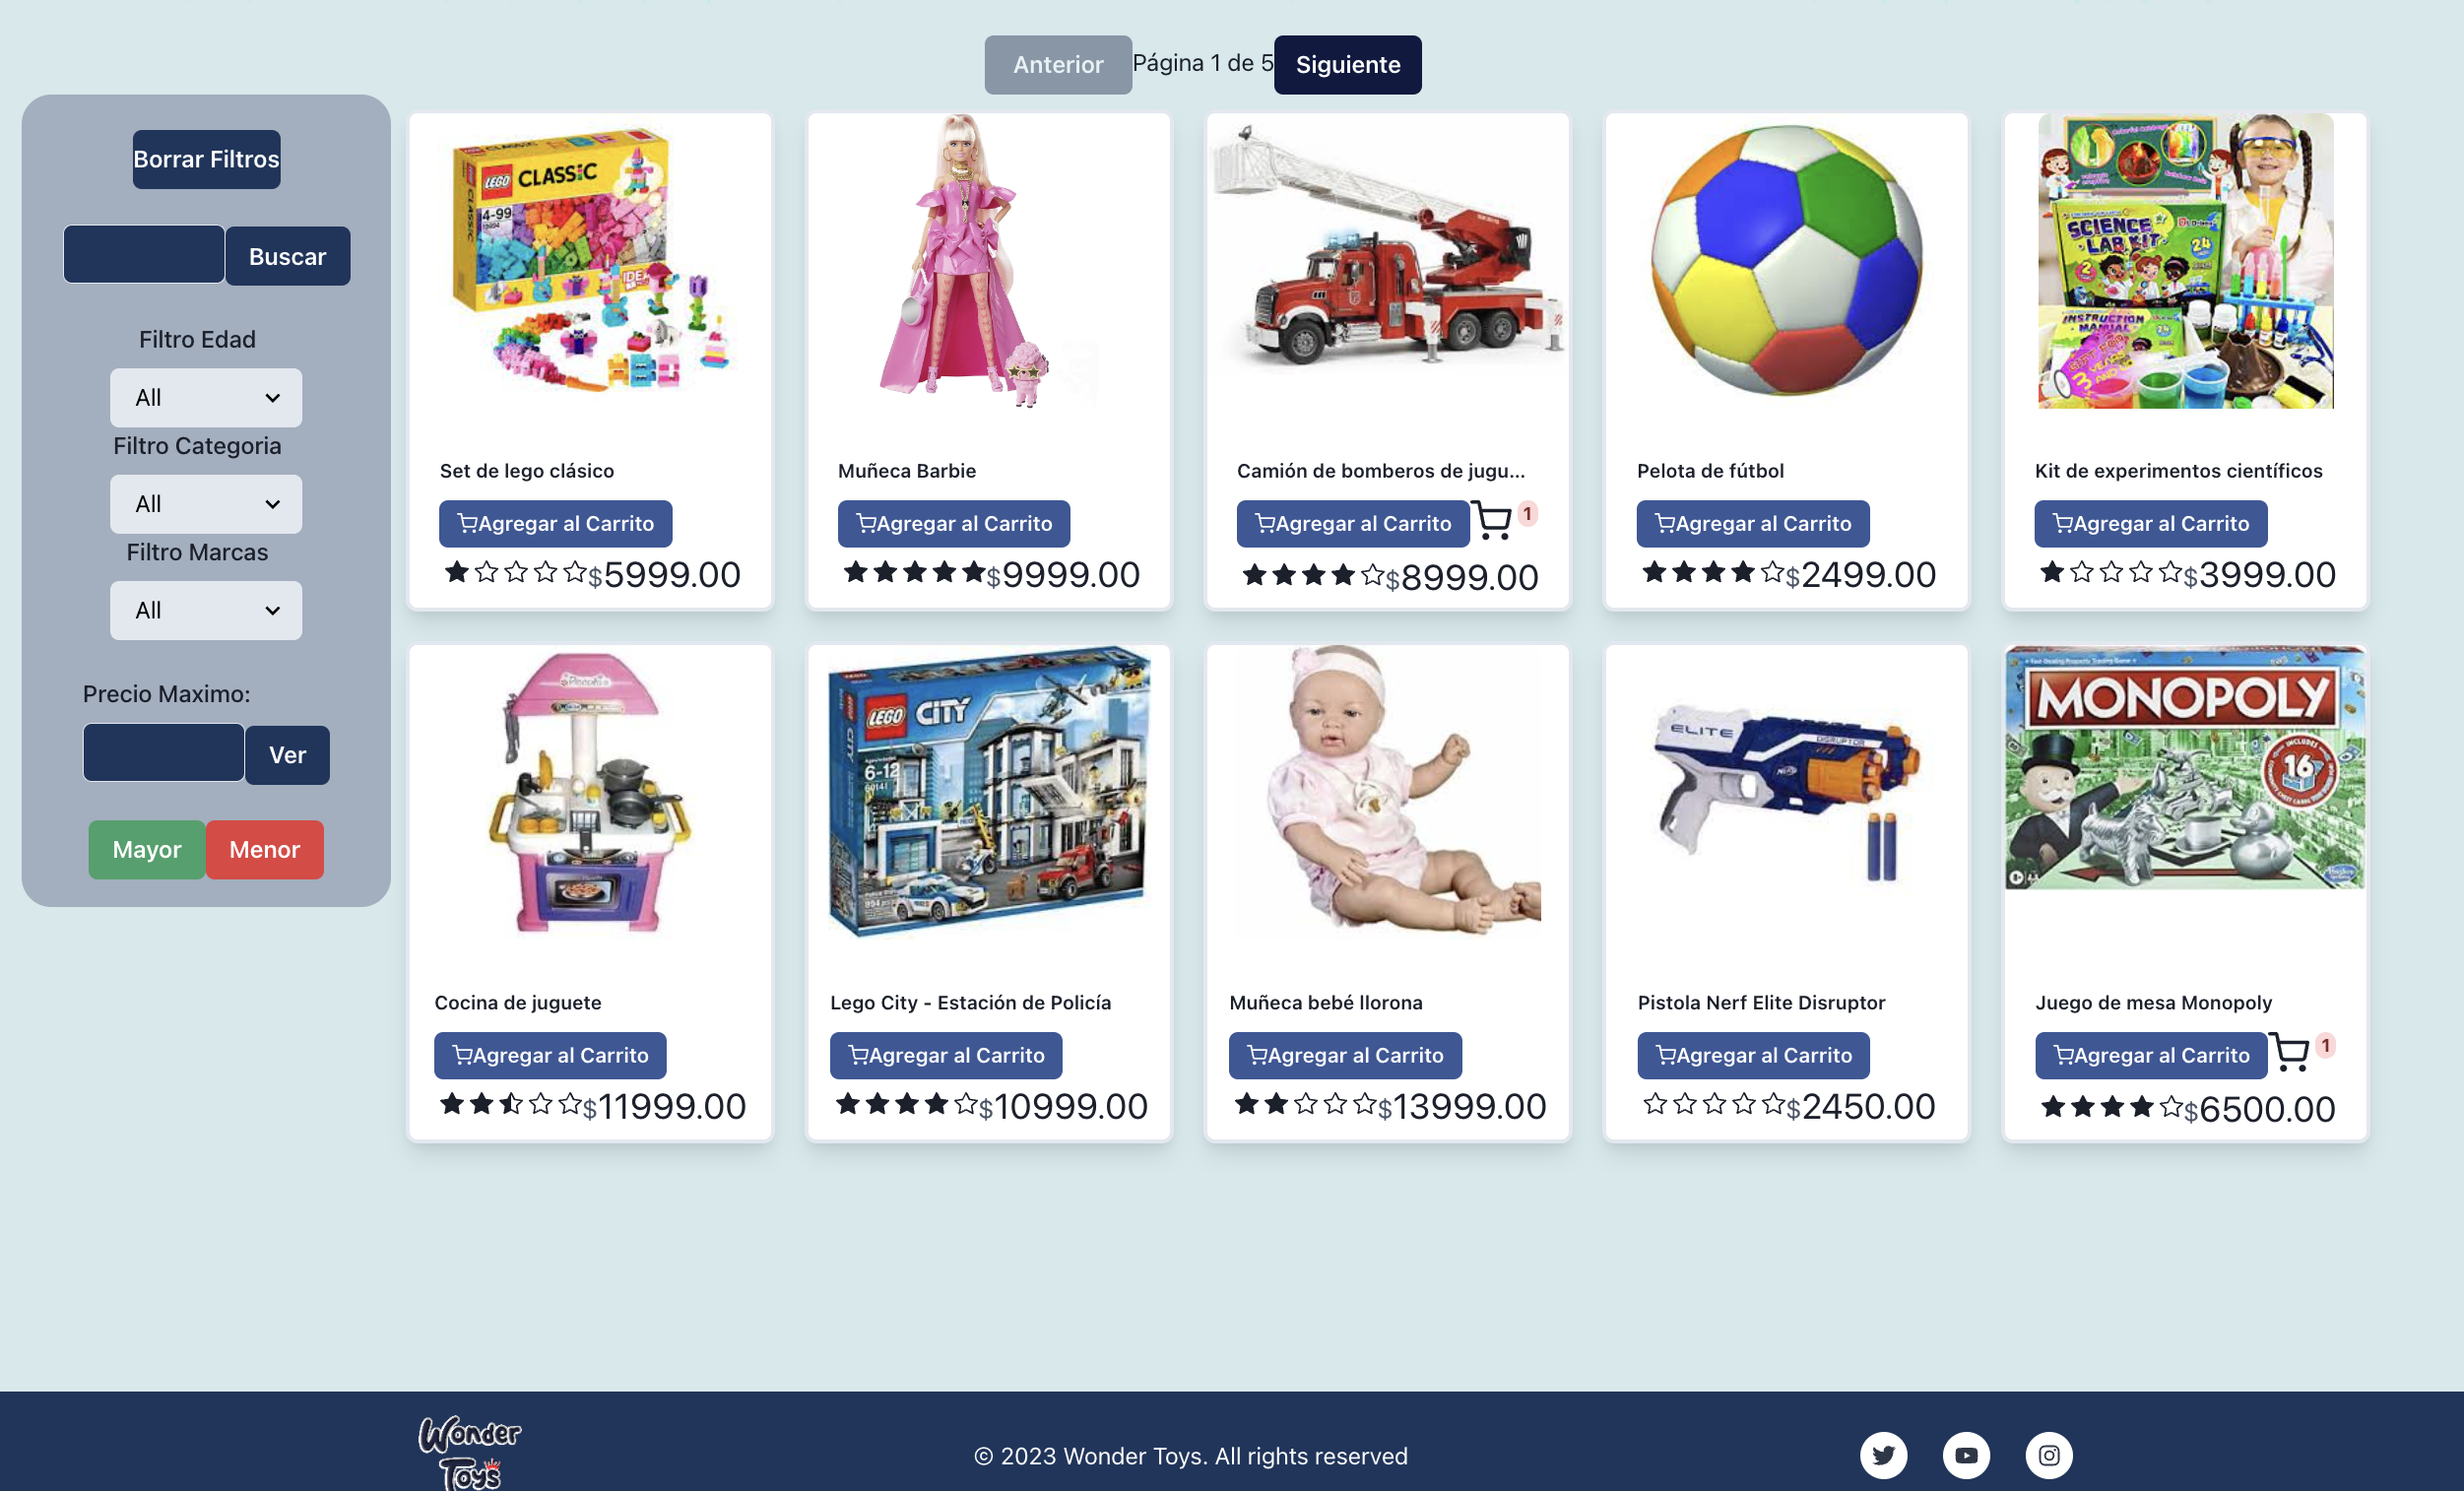 Anterior Página 1 de 5 Siguiente
Borrar Filtros
Buscar
Filtro Edad
All
Filtro Categoria
All
Filtro Marcas
All
Precio Maximo:
Ver
Mayor Menor
LEGO CLASSIC
4-99
Set de lego clásico
Agregar al Carrito
$5999.00
Muñeca Barbie
Agregar al Carrito
$9999.00
Camión de bomberos de jugu...
Agregar al Carrito 1
$8999.00
Pelota de fútbol
Agregar al Carrito
$2499.00
SCIENCE
LAB KIT
24
2
INSTRUCTION
MANUAL
Kit de experimentos científicos
Agregar al Carrito
$3999.00
Cocina de juguete
Agregar al Carrito
$11999.00
LEGO CITY
CITY
6-12
60141
Lego City - Estación de Policía
Agregar al Carrito
$10999.00
Muñeca bebé llorona
Agregar al Carrito
$13999.00
ELITE
DISRUPTOR
Pistola Nerf Elite Disruptor
Agregar al Carrito
$2450.00
MONOPOLY
INCLUDES
16
Juego de mesa Monopoly
Agregar al Carrito 1
$6500.00
Wonder
Toys
© 2023 Wonder Toys. All rights reserved